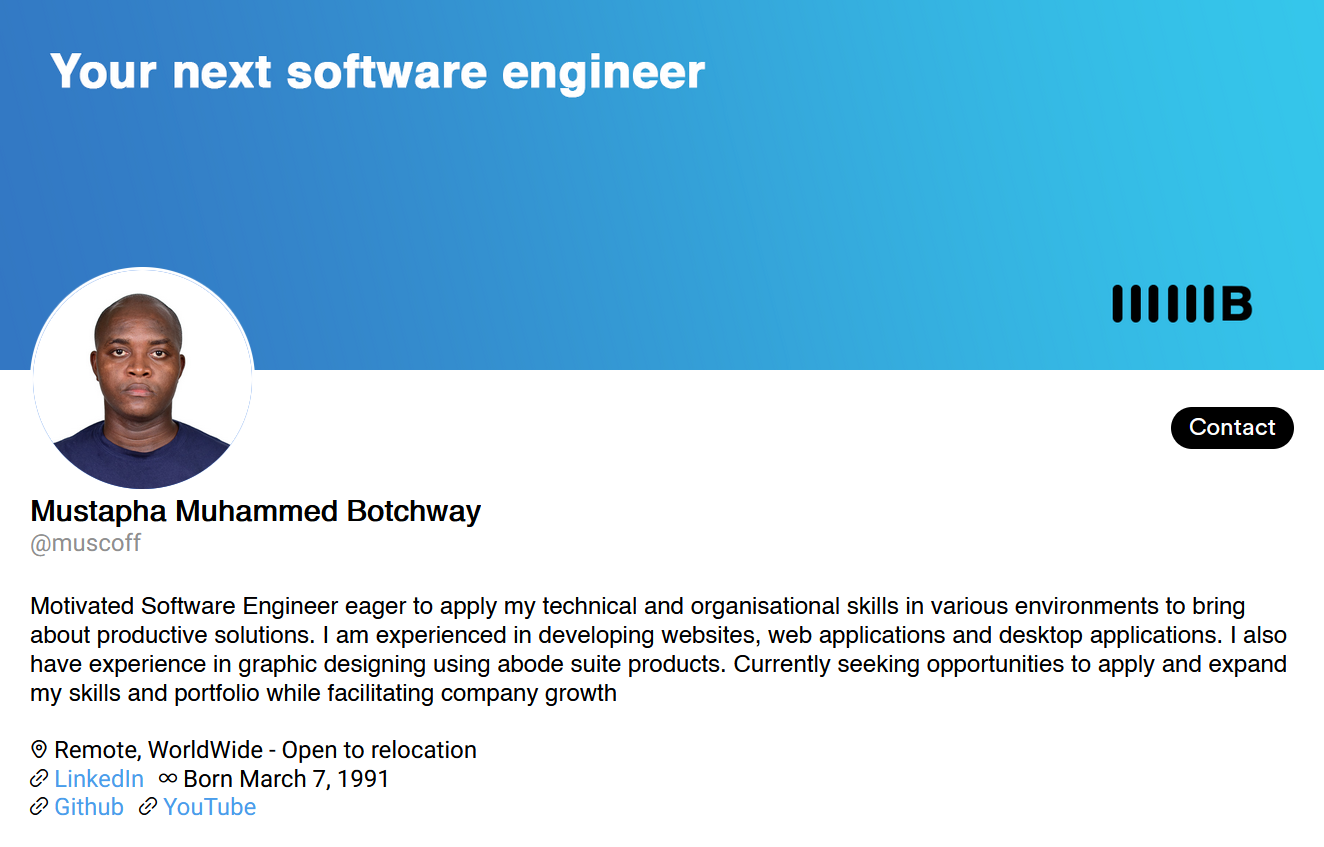 Your next software engineer
B
Contact
Mustapha Muhammed Botchway
@muscoff
Motivated Software Engineer eager to apply my technical and organisational skills in various environments to bring
about productive solutions. I am experienced in developing websites, web applications and desktop applications. I also
have experience in graphic designing using abode suite products. Currently seeking opportunities to apply and expand
my skills and portfolio while facilitating company growth
Remote, WorldWide - Open to relocation
LinkedIn Born March 7, 1991
Github YouTube